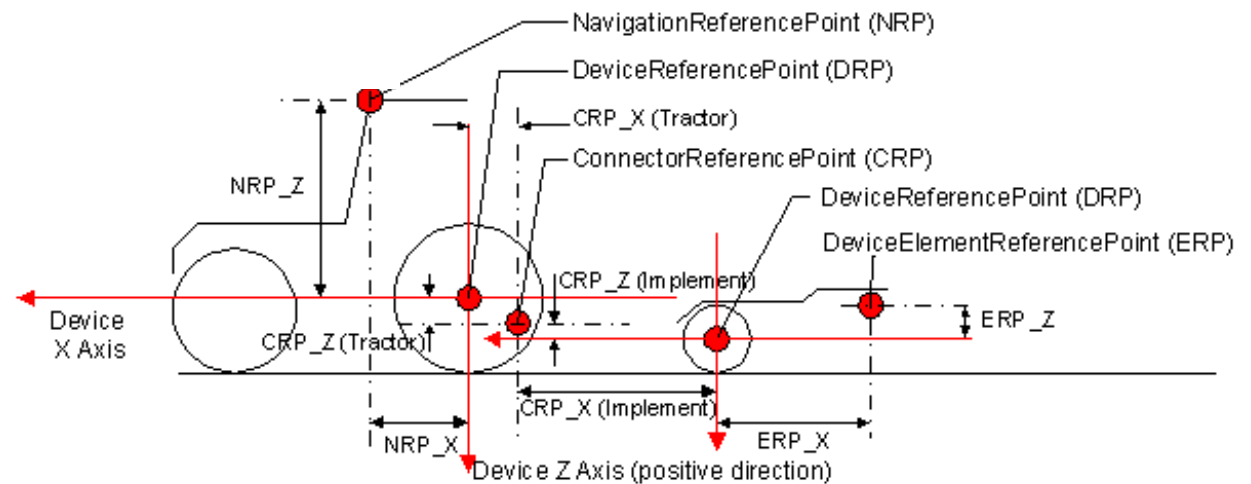 NavigationReferencePoint (NRP)
DeviceReferencePoint (DRP)
CRP_X (Tractor)
ConnectorReferencePoint (CRP)
NRP_Z
DeviceReferencePoint (DRP)
DeviceElementReferencePoint (ERP)
CRP_Z (Implement)
Device
X Axis
CRP_Z (Tractor)
ERP_Z
CRP_X (Implement)
NRP_X
ERP_X
Device Z Axis (positive direction)